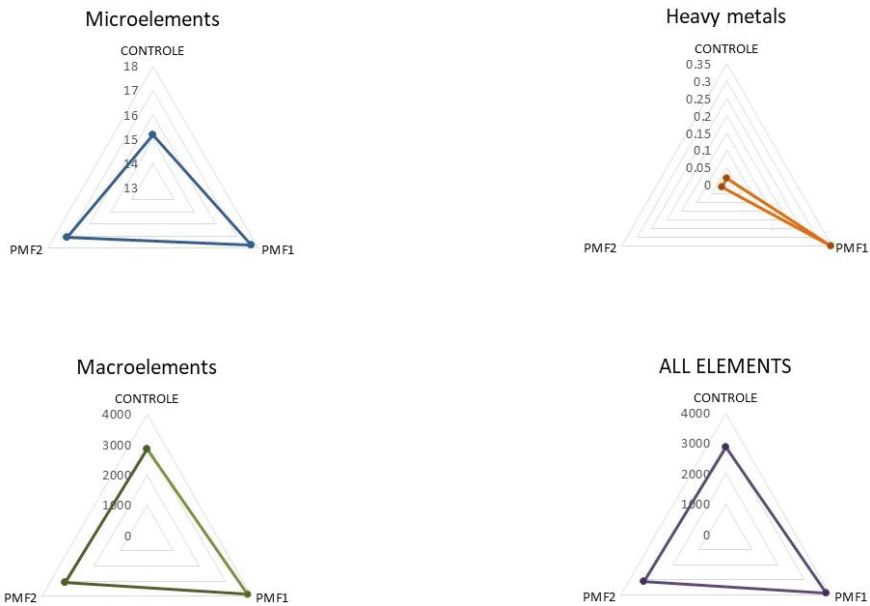 Microelements
CONTROLE
18
17
16
15
14
13
PMF2
PMF1
Heavy metals
CONTROLE
0.35
0.3
0.25
0.2
0.15
0.1
0.05
0
PMF2
PMF1
Macroelements
CONTROLE
4000
3000
2000
1000
0
PMF2
PMF1
ALL ELEMENTS
CONTROLE
4000
3000
2000
1000
0
PMF2
PMF1